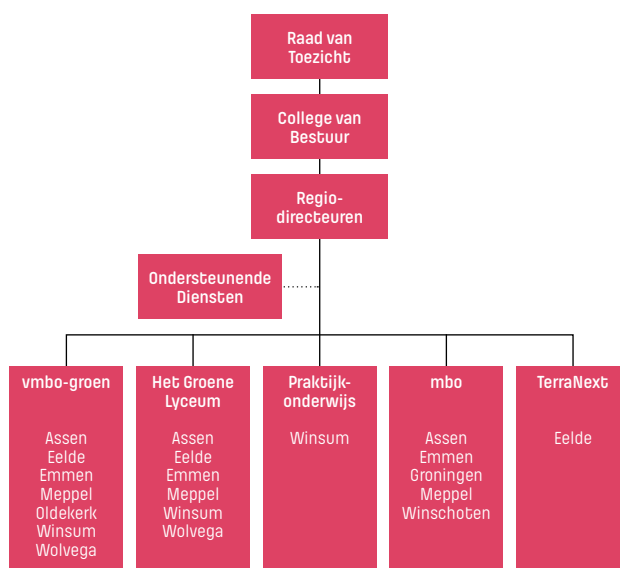 Raad van
Toezicht
College van
Bestuur
Regio-
directeuren
Ondersteunende
Diensten
vmbo-groen
Assen
Eelde
Emmen
Meppel
Oldekerk
Winsum
Wolvega
Het Groene
Lyceum
Assen
Eelde
Emmen
Meppel
Winsum
Wolvega
Praktijk-
onderwijs
Winsum
mbo
Assen
Emmen
Groningen
Meppel
Winschoten
TerraNext
Eelde